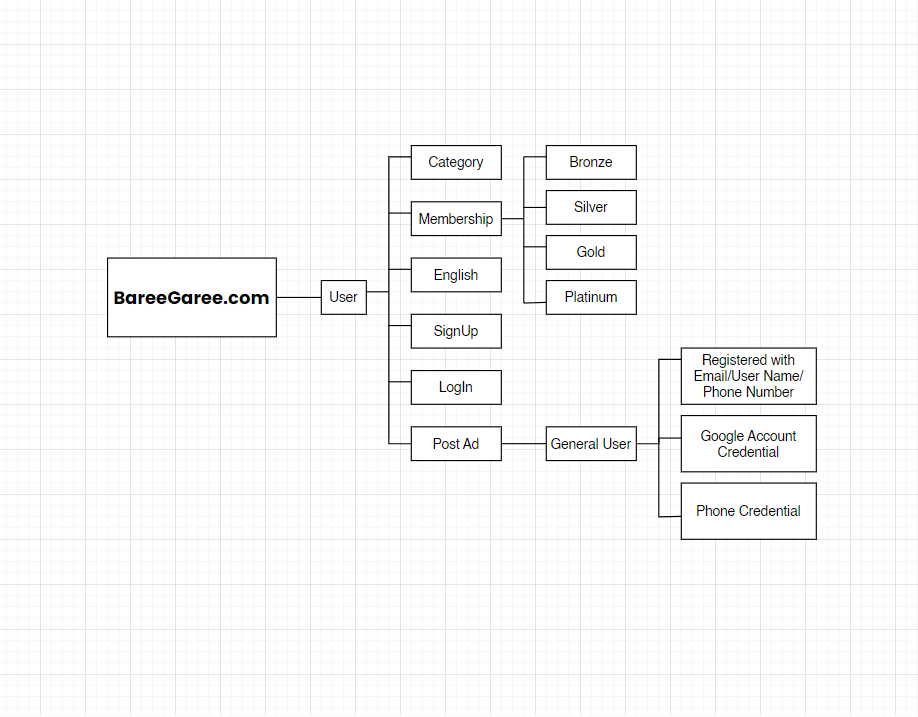 BareeGaree.com
User
Category
Membership
English
SignUp
LogIn
Post Ad
Bronze
Silver
Gold
Platinum
General User
Registered with
Email/User Name/
Phone Number
Google Account
Credential
Phone Credential